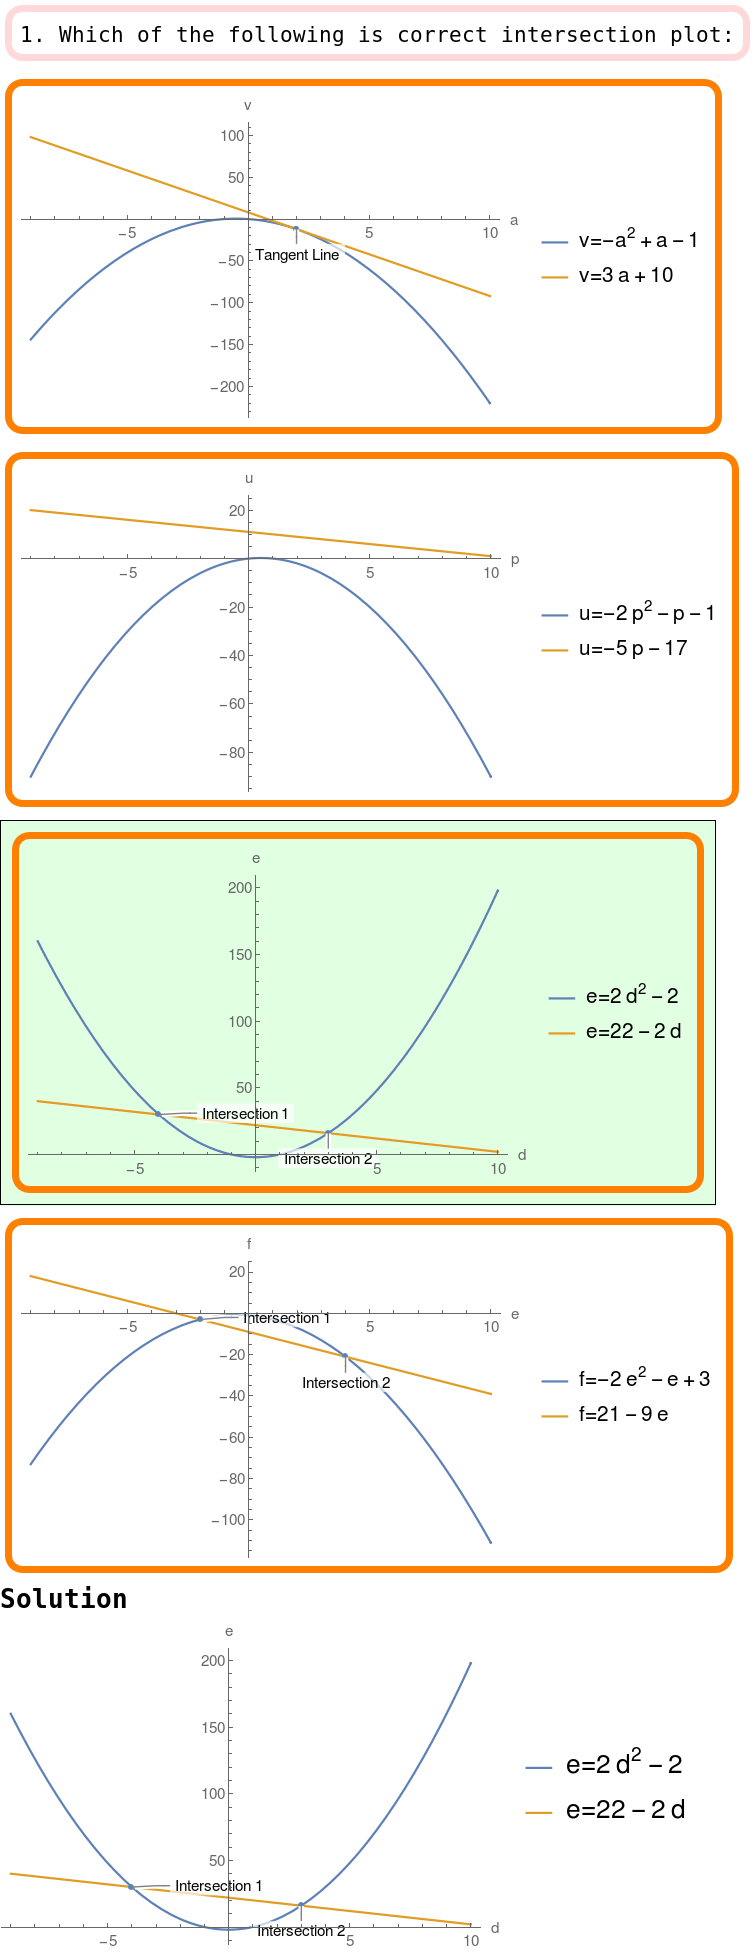 1. Which of the following is correct intersection plot:
v
100
50
−5 5 10 a
−50
Tangent Line
−100
−150
−200
v=−a² + a − 1
v=3 a + 10
u
20
−5 5 10 p
−20
−40
−60
−80
u=−2 p² − p − 1
u=−5 p − 17
e
200
150
100
50
Intersection 1
Intersection 2
−5 5 10 d
e=2 d² − 2
e=22 − 2 d
f
20
Intersection 1
−5 5 10 e
−20
Intersection 2
−40
−60
−80
−100
f=−2 e² − e + 3
f=21 − 9 e
Solution
e
200
150
100
50
Intersection 1
Intersection 2
−5 5 10 d
e=2 d² − 2
e=22 − 2 d